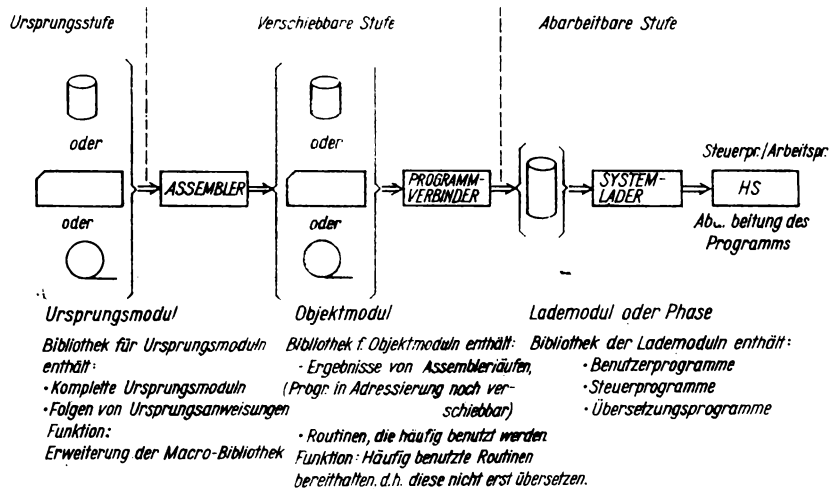 Ursprungsstufe
Verschiebbare Stufe
Abarbeitbare Stufe
oder
oder
ASSEMBLER
oder
oder
PROGRAMM-
VERBINDER
SYSTEM-
LADER
Steuerpr./Arbeitspr.
HS
beitung des
Programms
Ursprungsmodul
Bibliothek für Ursprungsmoduln
enthält:
• Komplette Ursprungsmoduln
• Folgen von Ursprungsanweisungen
Funktion:
Erweiterung der Macro-Bibliothek
Objektmodul
Bibliothek f. Objektmoduln enthält:
- Ergebnisse von Assemblerläufen,
(Progr. in Adressierung noch ver-
schiebbar)
• Routinen, die häufig benutzt werden
Funktion: Häufig benutzte Routinen
bereithalten, d.h. diese nicht erst übersetzen.
Lademodul oder Phase
Bibliothek der Lademoduln enthält:
• Benutzerprogramme
• Steuerprogramme
• Übersetzungsprogramme